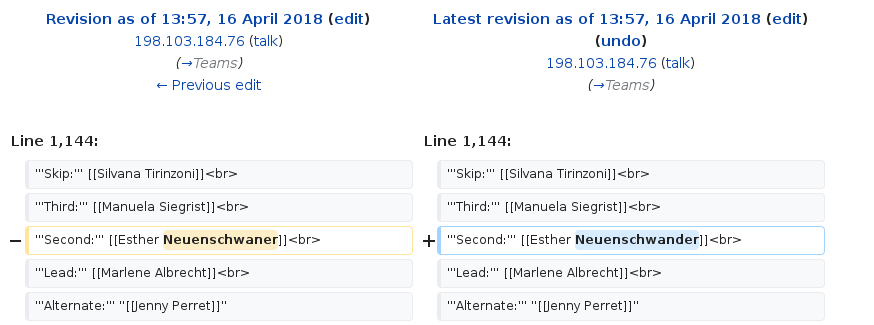 Revision as of 13:57, 16 April 2018 (edit)
198.103.184.76 (talk)
(→Teams)
← Previous edit
Latest revision as of 13:57, 16 April 2018 (edit)
(undo)
198.103.184.76 (talk)
(→Teams)
Line 1,144:
'''Skip:''' [[Silvana Tirinzoni]]<br>
'''Third:''' [[Manuela Siegrist]]<br>
− '''Second:''' [[Esther Neuenschwaner]]<br>
'''Lead:''' [[Marlene Albrecht]]<br>
'''Alternate:''' ''[[Jenny Perret]]''
Line 1,144:
'''Skip:''' [[Silvana Tirinzoni]]<br>
'''Third:''' [[Manuela Siegrist]]<br>
+ '''Second:''' [[Esther Neuenschwander]]<br>
'''Lead:''' [[Marlene Albrecht]]<br>
'''Alternate:''' ''[[Jenny Perret]]''